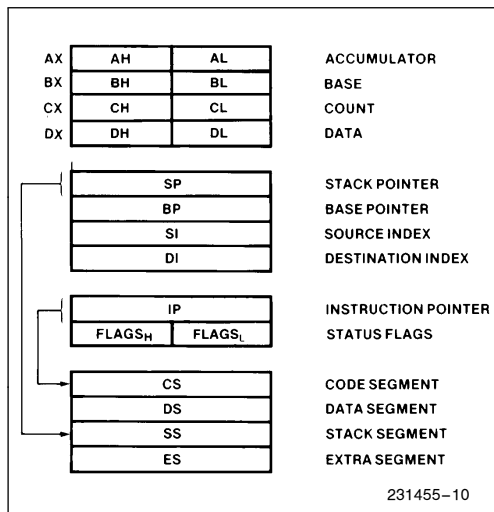 AX AH AL ACCUMULATOR
BX BH BL BASE
CX CH CL COUNT
DX DH DL DATA
SP STACK POINTER
BP BASE POINTER
SI SOURCE INDEX
DI DESTINATION INDEX
IP INSTRUCTION POINTER
FLAGSH FLAGSL STATUS FLAGS
CS CODE SEGMENT
DS DATA SEGMENT
SS STACK SEGMENT
ES EXTRA SEGMENT
231455–10